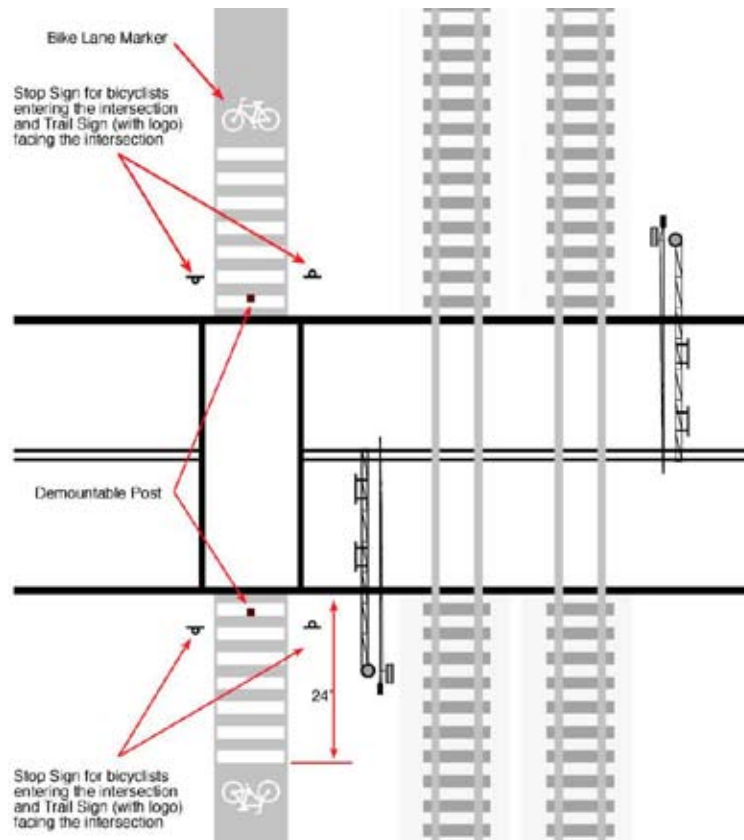 Bike Lane Marker
Stop Sign for bicyclists
entering the intersection
and Trail Sign (with logo)
facing the intersection
Demountable Post
24'
Stop Sign for bicyclists
entering the intersection
and Trail Sign (with logo)
facing the intersection